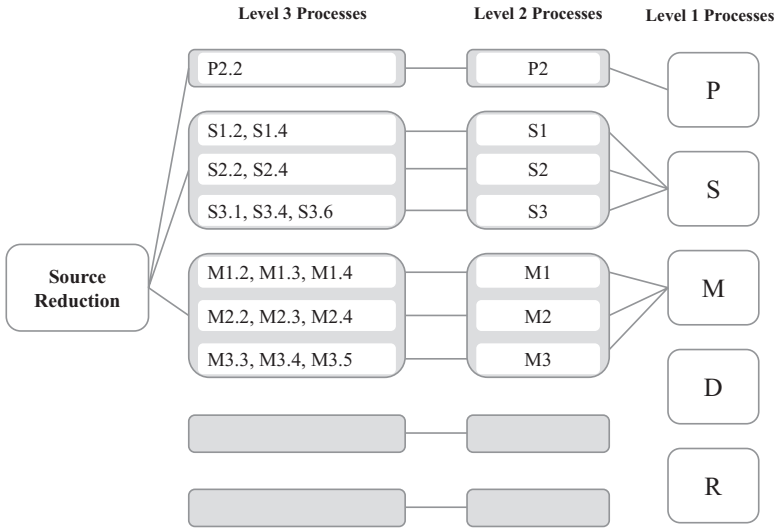 Level 3 Processes
Level 2 Processes
Level 1 Processes
P2.2
P2
P
S1.2, S1.4
S1
S2.2, S2.4
S2
S
S3.1, S3.4, S3.6
S3
Source
Reduction
M1.2, M1.3, M1.4
M1
M
M2.2, M2.3, M2.4
M2
M3.3, M3.4, M3.5
M3
D
R